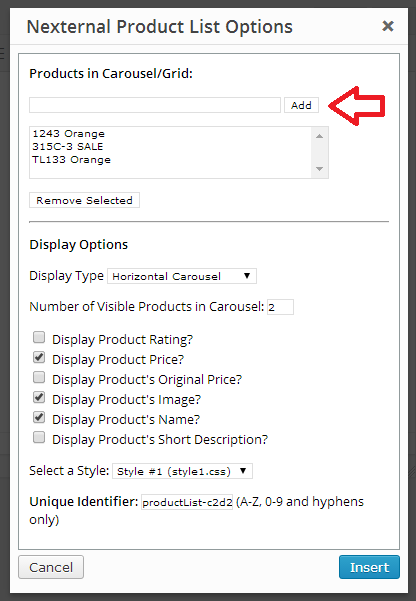 Nexternal Product List Options
Products in Carousel/Grid:
Add
1243 Orange
315C-3 SALE
TL133 Orange
Remove Selected
Display Options
Display Type Horizontal Carousel
Number of Visible Products in Carousel: 2
Display Product Rating?
Display Product Price?
Display Product's Original Price?
Display Product's Image?
Display Product's Name?
Display Product's Short Description?
Select a Style: Style #1 (style1.css)
Unique Identifier: productList-c2d2 (A-Z, 0-9 and hyphens
only)
Cancel Insert